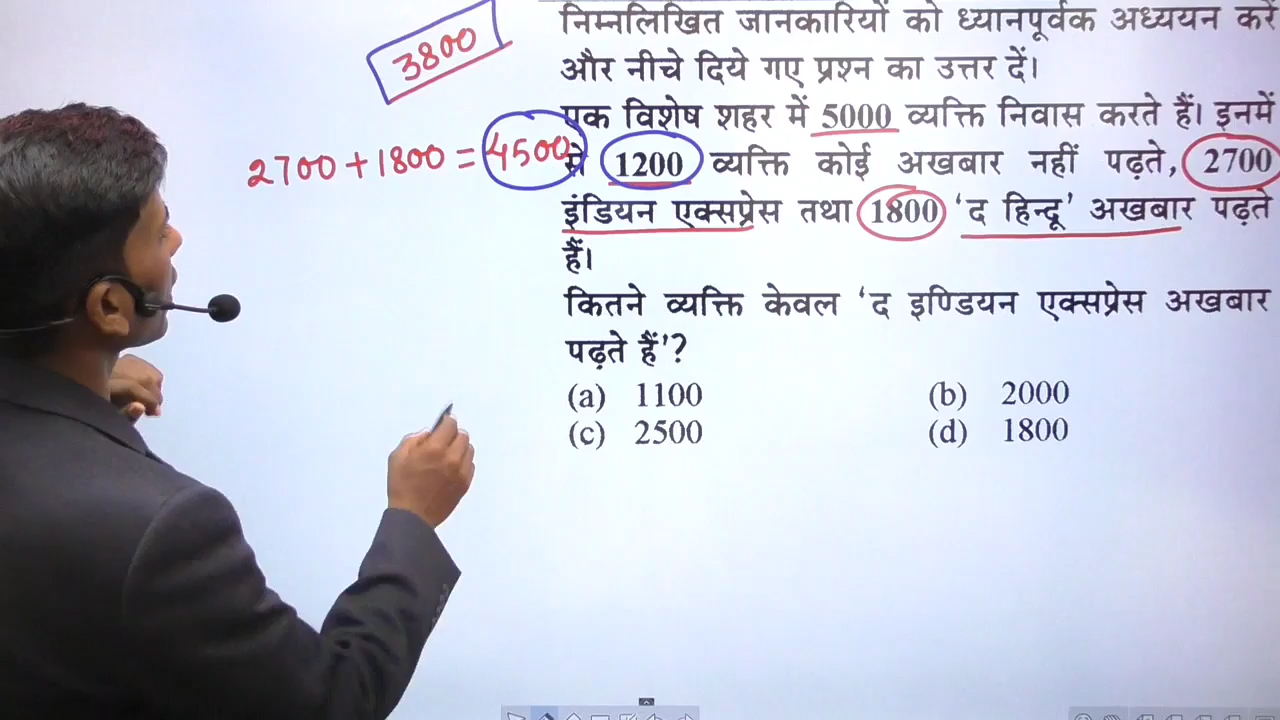 3800
2700 + 1800 = 4500
निम्नलिखित जानकारियों को ध्यानपूर्वक अध्ययन करें
और नीचे दिये गए प्रश्न का उत्तर दें।
एक विशेष शहर में 5000 व्यक्ति निवास करते हैं। इनमें
से 1200 व्यक्ति कोई अखबार नहीं पढ़ते, 2700
इंडियन एक्सप्रेस तथा 1800 ‘द हिन्दू’ अखबार पढ़ते
हैं।
कितने व्यक्ति केवल ‘द इण्डियन एक्सप्रेस अखबार
पढ़ते हैं’?
(a) 1100 (b) 2000
(c) 2500 (d) 1800